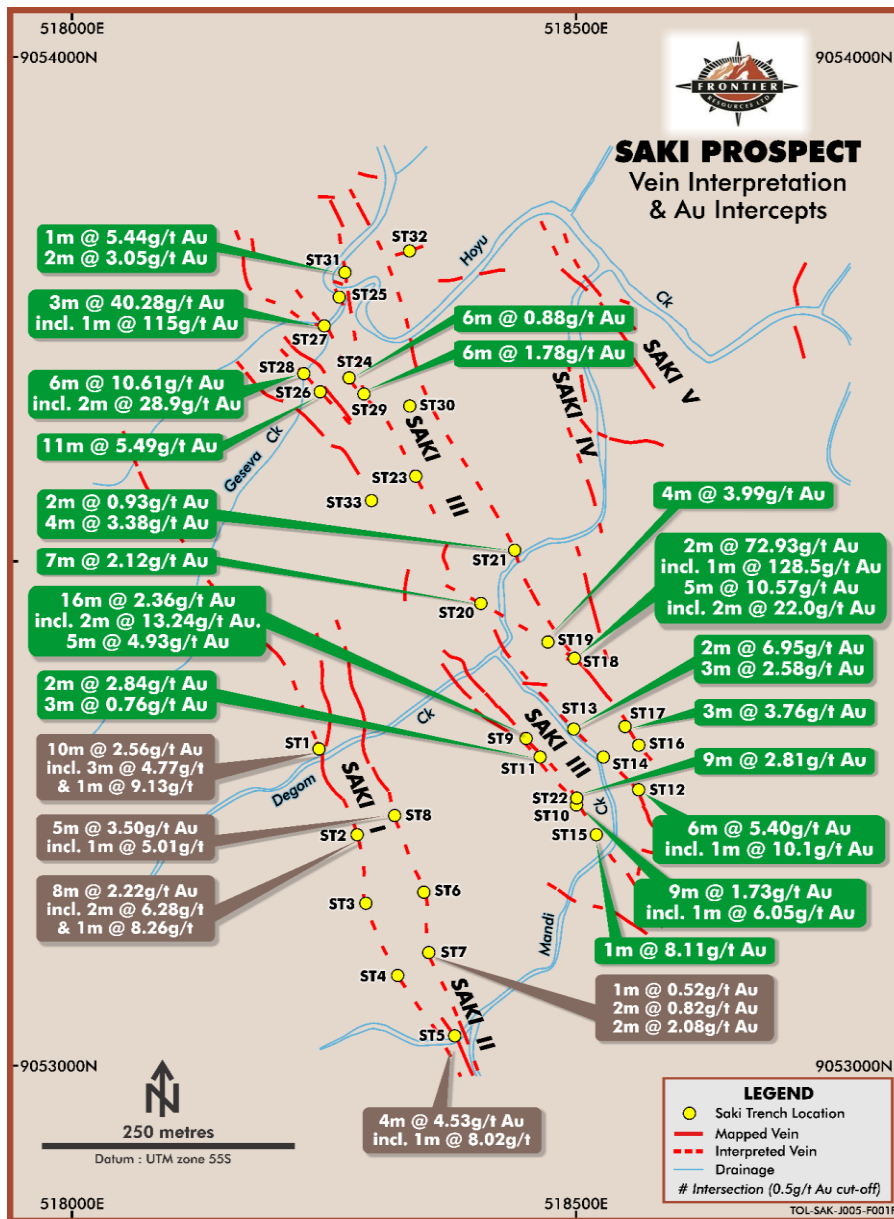 518000E
518500E
9054000N
9054000N
FRONTIER
RESOURCES LTD
SAKI PROSPECT
Vein Interpretation
& Au Intercepts
1m @ 5.44g/t Au
2m @ 3.05g/t Au
ST32
Hoyu
Ck
ST31
ST25
3m @ 40.28g/t Au
incl. 1m @ 115g/t Au
ST27
6m @ 0.88g/t Au
6m @ 1.78g/t Au
SAKI V
ST28
ST24
6m @ 10.61g/t Au
incl. 2m @ 28.9g/t Au
ST26
ST29
ST30
SAKI IV
SAKI III
11m @ 5.49g/t Au
Geseva Ck
ST23
ST33
4m @ 3.99g/t Au
2m @ 0.93g/t Au
4m @ 3.38g/t Au
ST21
7m @ 2.12g/t Au
2m @ 72.93g/t Au
incl. 1m @ 128.5g/t Au
5m @ 10.57g/t Au
incl. 2m @ 22.0g/t Au
ST20
16m @ 2.36g/t Au
incl. 2m @ 13.24g/t Au.
5m @ 4.93g/t Au
ST19
ST18
2m @ 6.95g/t Au
3m @ 2.58g/t Au
2m @ 2.84g/t Au
3m @ 0.76g/t Au
ST13
ST17
3m @ 3.76g/t Au
ST9
SAKI III
ST16
Ck
ST1
10m @ 2.56g/t Au
incl. 3m @ 4.77g/t
& 1m @ 9.13g/t
ST11
ST14
9m @ 2.81g/t Au
Degom
SAKI I
ST22
ST10
Ck
ST12
5m @ 3.50g/t Au
incl. 1m @ 5.01g/t
ST8
ST2
ST15
6m @ 5.40g/t Au
incl. 1m @ 10.1g/t Au
8m @ 2.22g/t Au
incl. 2m @ 6.28g/t
& 1m @ 8.26g/t
ST3
ST6
9m @ 1.73g/t Au
incl. 1m @ 6.05g/t Au
Mandi
1m @ 8.11g/t Au
ST7
ST4
SAKI II
1m @ 0.52g/t Au
2m @ 0.82g/t Au
2m @ 2.08g/t Au
ST5
9053000N
9053000N
N
250 metres
Datum : UTM zone 55S
4m @ 4.53g/t Au
incl. 1m @ 8.02g/t
LEGEND
Saki Trench Location
Mapped Vein
Interpreted Vein
Drainage
# Intersection (0.5g/t Au cut-off)
518000E
518500E